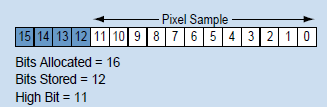 Pixel Sample
15 14 13 12 11 10 9 8 7 6 5 4 3 2 1 0
Bits Allocated = 16
Bits Stored = 12
High Bit = 11